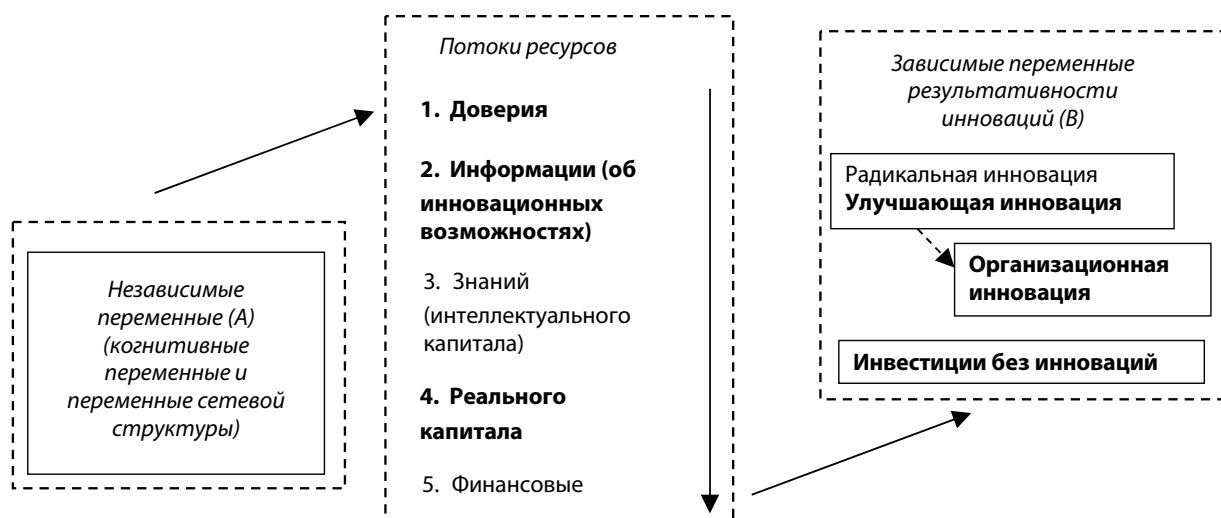 Независимые
переменные (А)
(когнитивные
переменные и
переменные сетевой
структуры)
Потоки ресурсов
1. Доверия
2. Информации (об
инновационных
возможностях)
3. Знаний
(интеллектуального
капитала)
4. Реального
капитала
5. Финансовые
Зависимые переменные
результативности
инноваций (В)
Радикальная инновация
Улучшающая инновация
Организационная
инновация
Инвестиции без инноваций